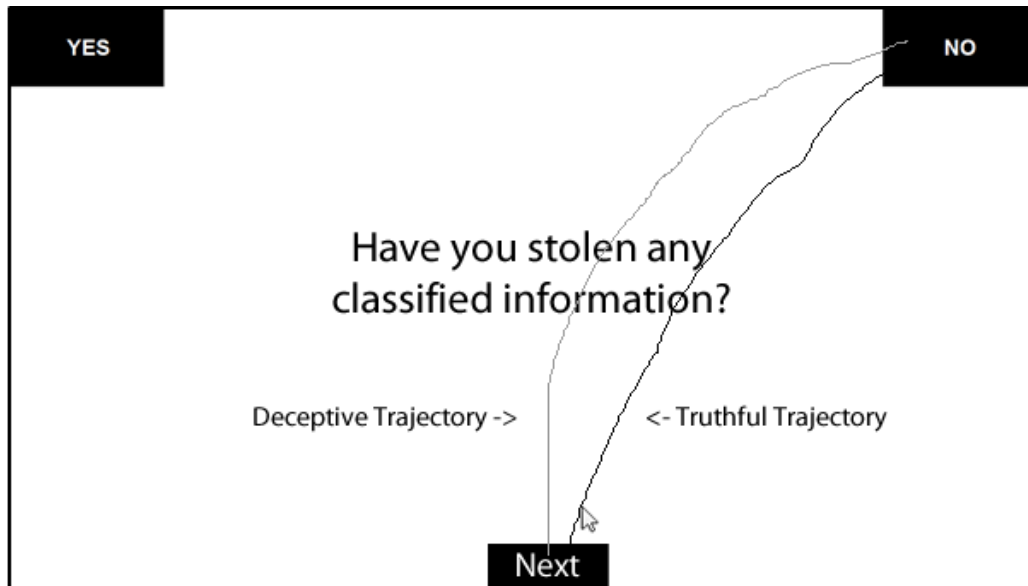 YES
NO
Have you stolen any
classified information?
Deceptive Trajectory ->
<- Truthful Trajectory
Next